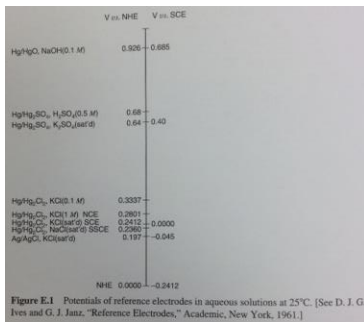 V vs. NHE V vs. SCE
Hg/HgO, NaOH(0.1 M) 0.926 0.685
Hg/Hg₂SO₄, H₂SO₄(0.5 M) 0.68
Hg/Hg₂SO₄, K₂SO₄(sat'd) 0.64 0.40
Hg/Hg₂Cl₂, KCl(0.1 M) 0.3337
Hg/Hg₂Cl₂, KCl(1 M) NCE 0.2801
Hg/Hg₂Cl₂, KCl(sat'd) SCE 0.2412 0.0000
Hg/Hg₂Cl₂, NaCl(sat'd) SSCE 0.2360
Ag/AgCl, KCl(sat'd) 0.197 -0.045
NHE 0.0000 -0.2412
Figure E.1 Potentials of reference electrodes in aqueous solutions at 25°C. [See D. J. G.
Ives and G. J. Janz, "Reference Electrodes," Academic, New York, 1961.]